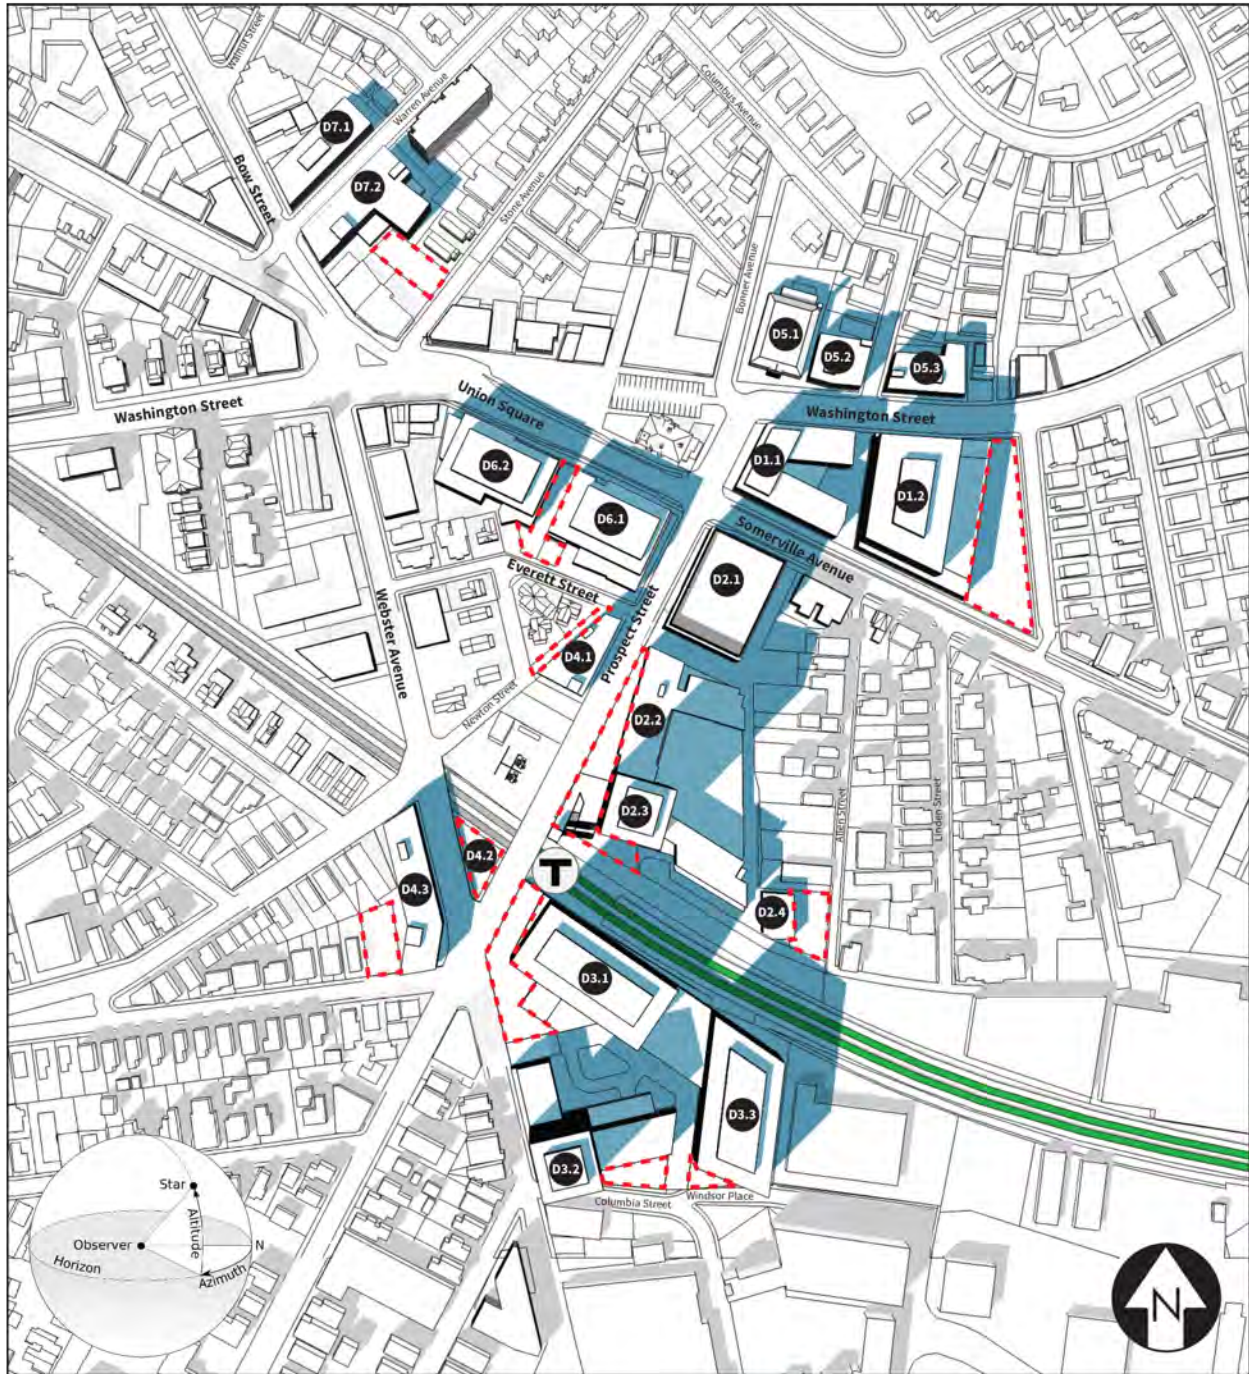 Walnut Street
Columbus Avenue
Warren Avenue
D7.1
Bow Street
D7.2
Stone Avenue
Bonner Avenue
D5.1
D5.2
D5.3
Union Square
Washington Street
Washington Street
D6.2
D1.1
D1.2
D6.1
Somerville Avenue
Everett Street
D2.1
Webster Avenue
Prospect Street
D4.1
Newton Street
D2.2
D2.3
Allen Street
Linden Street
D4.2
T
D4.3
D2.4
D3.1
D3.3
D3.2
Columbia Street
Windsor Place
Star
Altitude
Observer
N
Horizon
Azimuth
N